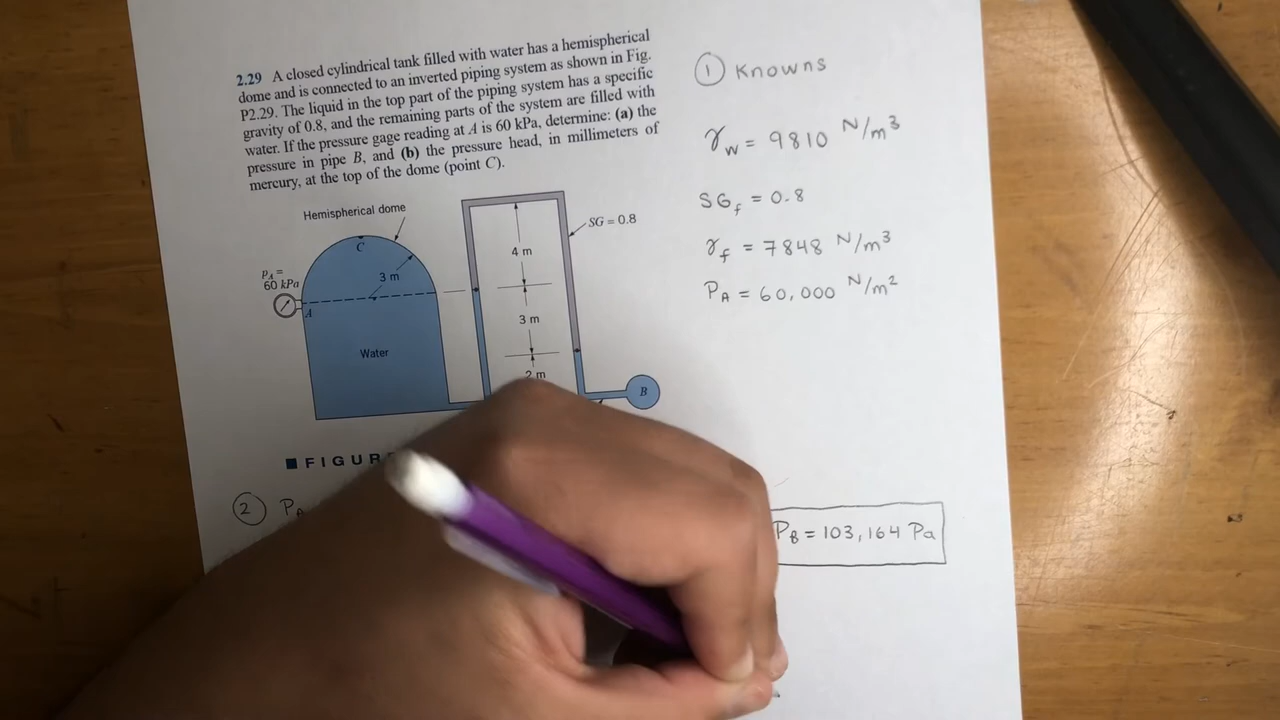 2.29 A closed cylindrical tank filled with water has a hemispherical
dome and is connected to an inverted piping system as shown in Fig.
P2.29. The liquid in the top part of the piping system has a specific
gravity of 0.8, and the remaining parts of the system are filled with
water. If the pressure gage reading at A is 60 kPa, determine: (a) the
pressure in pipe B, and (b) the pressure head, in millimeters of
mercury, at the top of the dome (point C).
Hemispherical dome
C
3 m
PA =
60 kPa
A
Water
4 m
3 m
2 m
SG = 0.8
B
■ FIGUR
① Knowns
γw = 9810 N/m³
SGf = 0.8
γf = 7848 N/m³
PA = 60,000 N/m²
② PA
PB = 103,164 Pa